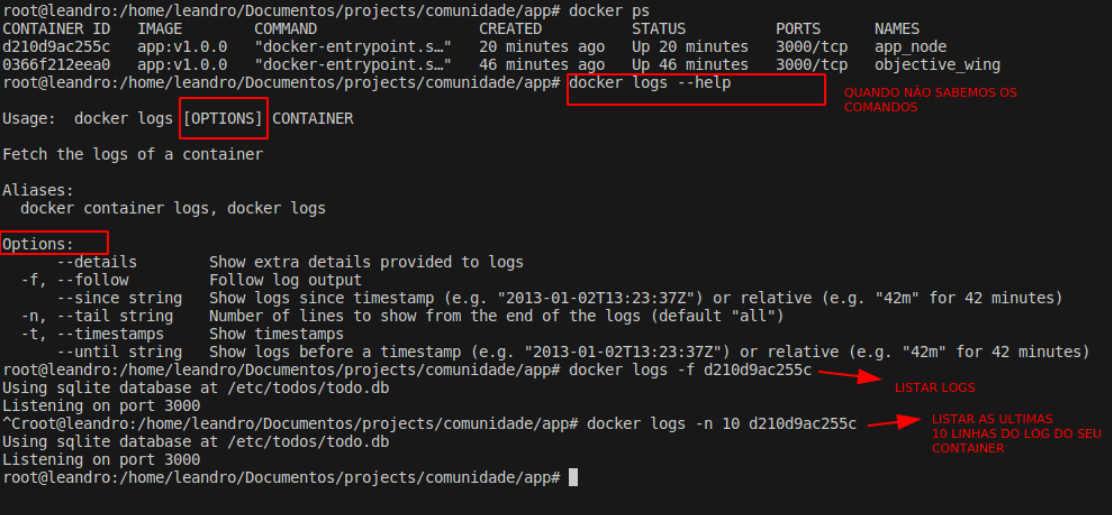 root@leandro:/home/leandro/Documentos/projects/comunidade/app# docker ps
CONTAINER ID   IMAGE        COMMAND                  CREATED          STATUS          PORTS      NAMES
d210d9ac255c   app:v1.0.0   "docker-entrypoint.s…"   20 minutes ago   Up 20 minutes   3000/tcp   app_node
0366f212eea0   app:v1.0.0   "docker-entrypoint.s…"   46 minutes ago   Up 46 minutes   3000/tcp   objective_wing
root@leandro:/home/leandro/Documentos/projects/comunidade/app# docker logs --help
QUANDO NÃO SABEMOS OS
COMANDOS
Usage:  docker logs [OPTIONS] CONTAINER
Fetch the logs of a container
Aliases:
  docker container logs, docker logs
Options:
      --details        Show extra details provided to logs
  -f, --follow         Follow log output
      --since string   Show logs since timestamp (e.g. "2013-01-02T13:23:37Z") or relative (e.g. "42m" for 42 minutes)
  -n, --tail string    Number of lines to show from the end of the logs (default "all")
  -t, --timestamps     Show timestamps
      --until string   Show logs before a timestamp (e.g. "2013-01-02T13:23:37Z") or relative (e.g. "42m" for 42 minutes)
root@leandro:/home/leandro/Documentos/projects/comunidade/app# docker logs -f d210d9ac255c
LISTAR LOGS
Using sqlite database at /etc/todos/todo.db
Listening on port 3000
^Croot@leandro:/home/leandro/Documentos/projects/comunidade/app# docker logs -n 10 d210d9ac255c
LISTAR AS ULTIMAS
10 LINHAS DO LOG DO SEU
CONTAINER
Using sqlite database at /etc/todos/todo.db
Listening on port 3000
root@leandro:/home/leandro/Documentos/projects/comunidade/app#